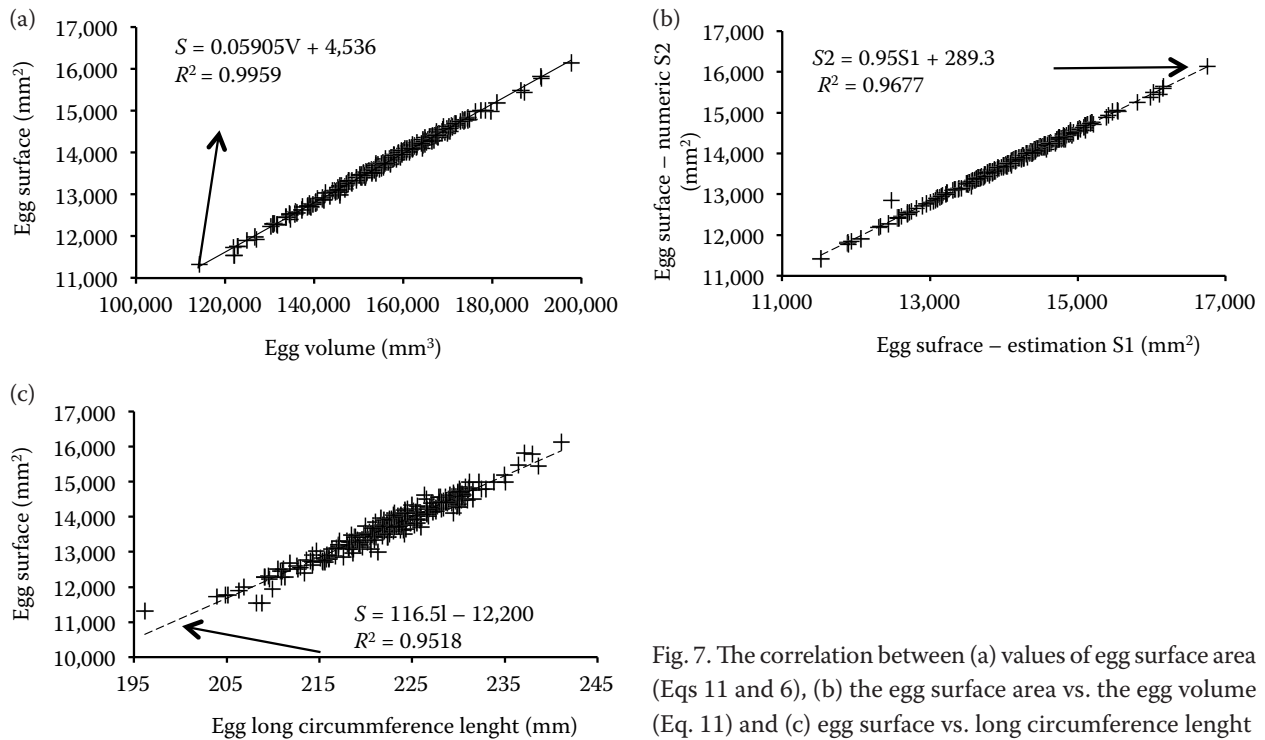 (a)
17,000
16,000
15,000
14,000
13,000
12,000
11,000
Egg surface (mm²)
S = 0.05905V + 4,536
R² = 0.9959
100,000 120,000 140,000 160,000 180,000 200,000
Egg volume (mm³)
(b)
17,000
16,000
15,000
14,000
13,000
12,000
11,000
Egg surface – numeric S2
(mm²)
S2 = 0.95S1 + 289.3
R² = 0.9677
11,000 13,000 15,000 17,000
Egg sufrace – estimation S1 (mm²)
(c)
17,000
16,000
15,000
14,000
13,000
12,000
11,000
10,000
Egg surface (mm²)
S = 116.5l – 12,200
R² = 0.9518
195 205 215 225 235 245
Egg long circummference lenght (mm)
Fig. 7. The correlation between (a) values of egg surface area
(Eqs 11 and 6), (b) the egg surface area vs. the egg volume
(Eq. 11) and (c) egg surface vs. long circumference lenght